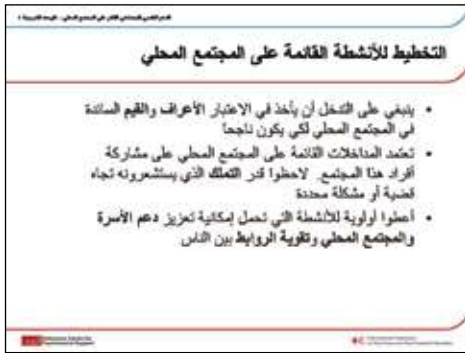 التخطيط للأنشطة القائمة على المجتمع المحلي
• ينبغي على التدخل أن يأخذ في الاعتبار الأعراف والقيم السائدة
في المجتمع المحلي لكي يكون ناجحا
• تعتمد المداخلات القائمة على المجتمع المحلي على مشاركة
أفراد هذا المجتمع. لاحظوا قدر التملك الذي يستشعرونه تجاه
قضية أو مشكلة محددة
• أعطوا أولوية للأنشطة التي تحمل إمكانية تعزيز دعم الأسرة
والمجتمع المحلي وتقوية الروابط بين الناس